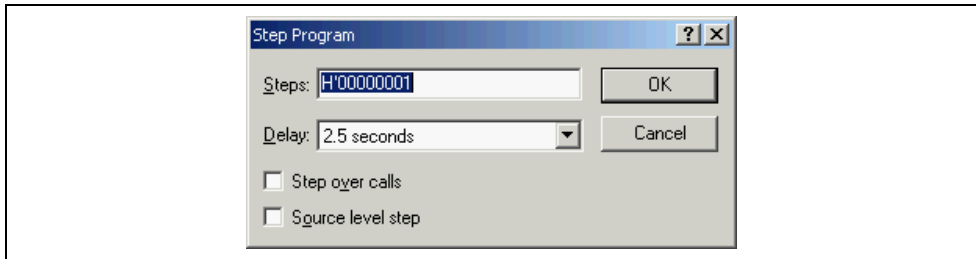 Step Program
Steps: H'00000001 OK
Delay: 2.5 seconds Cancel
Step over calls
Source level step